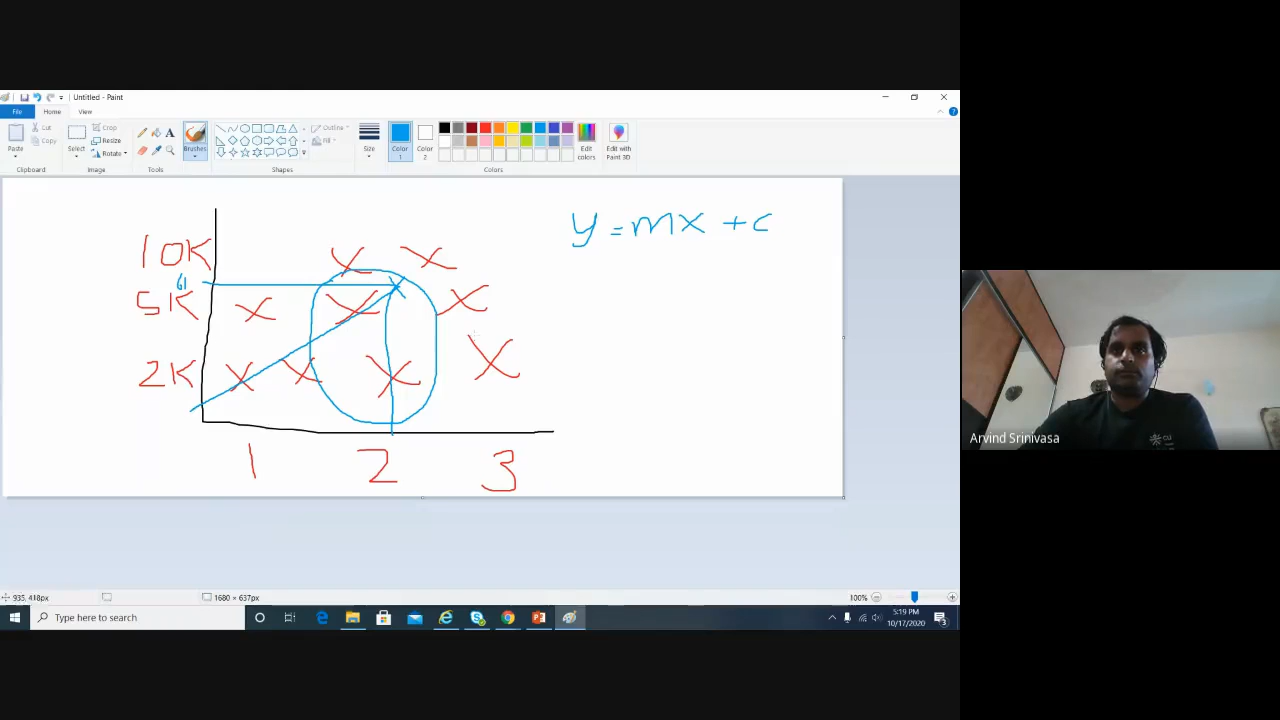 Untitled - Paint
File
Home
View
Paste
Cut
Copy
Clipboard
Select
Crop
Resize
Rotate
Image
Tools
Brushes
Shapes
Outline
Fill
Size
Color 1
Color 2
Edit colors
Edit with Paint 3D
Colors
y = mx + c
10K
5K
2K
1 2 3
Arvind Srinivasa
935, 418px
1680 × 637px
100%
Type here to search
5:19 PM
10/17/2020